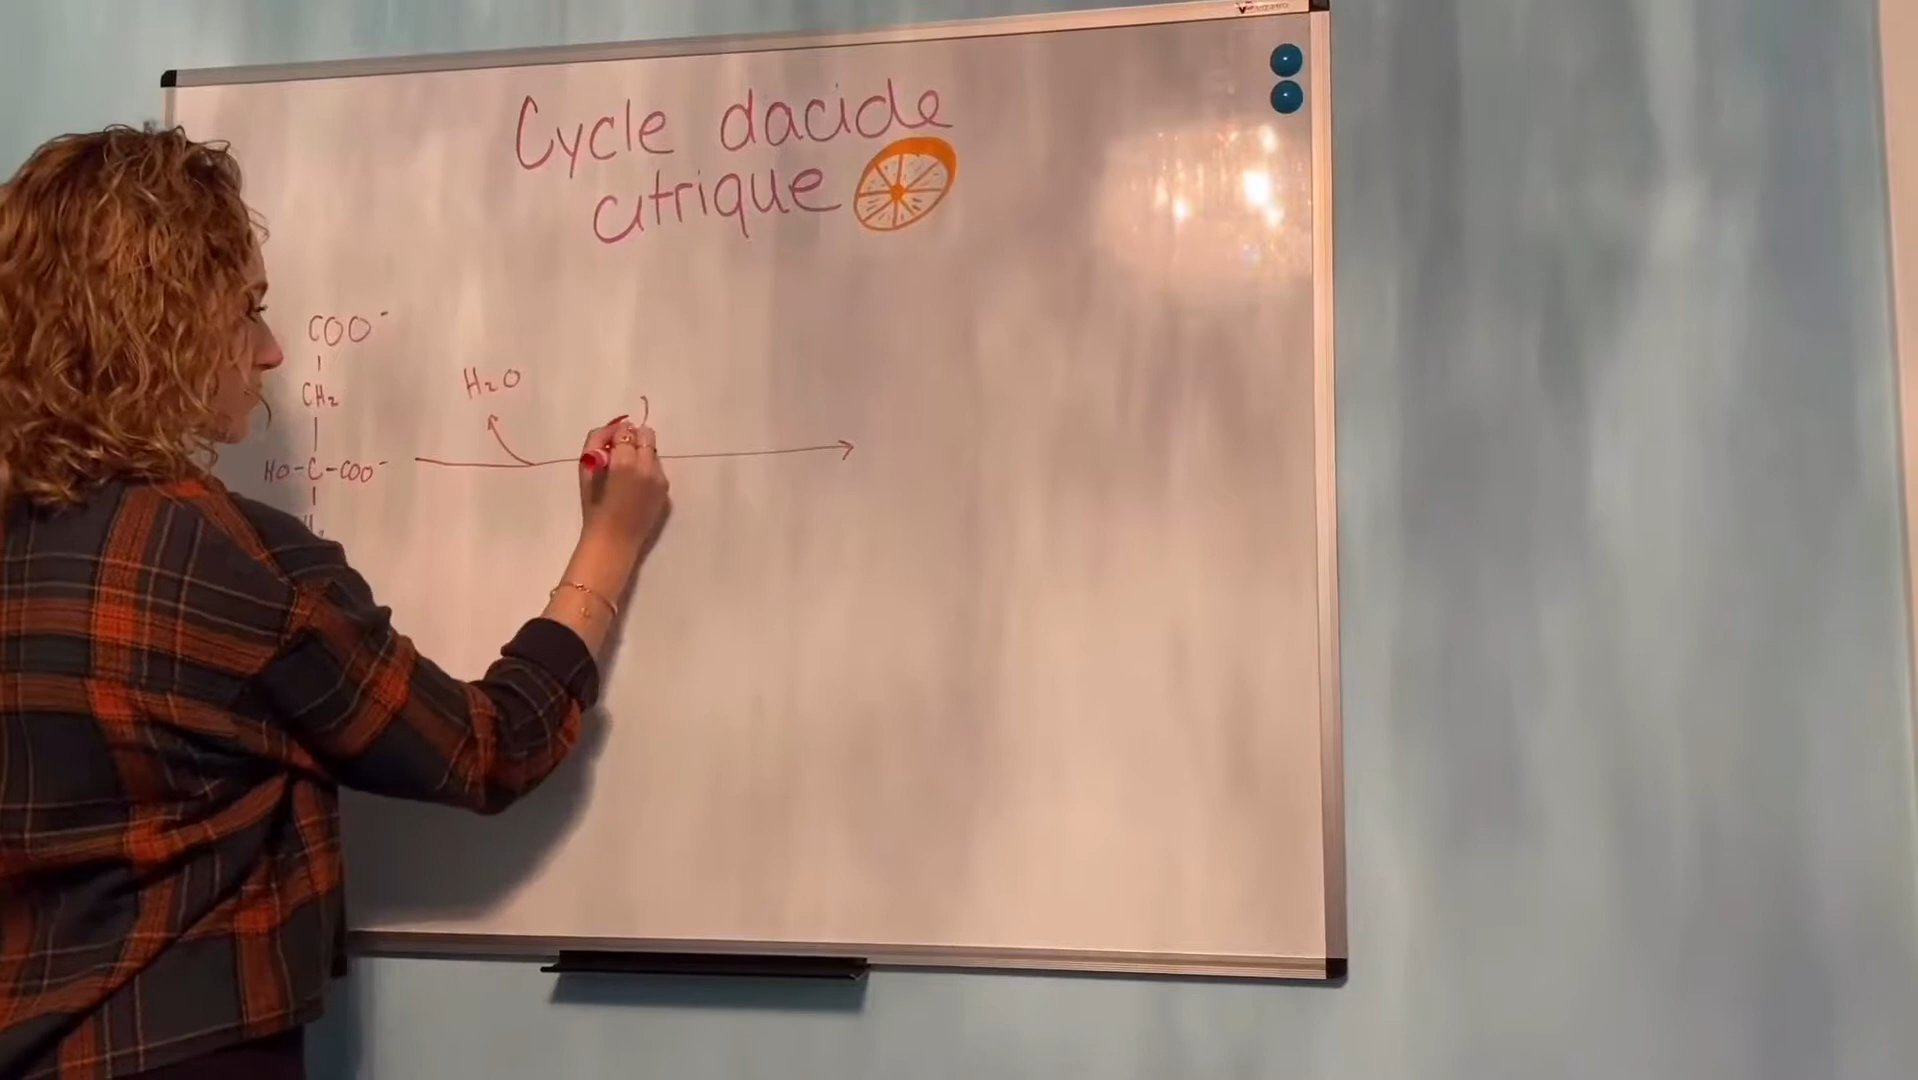 Cycle dacide
citrique
COO⁻
CH₂
H₂O
HO-C-COO⁻